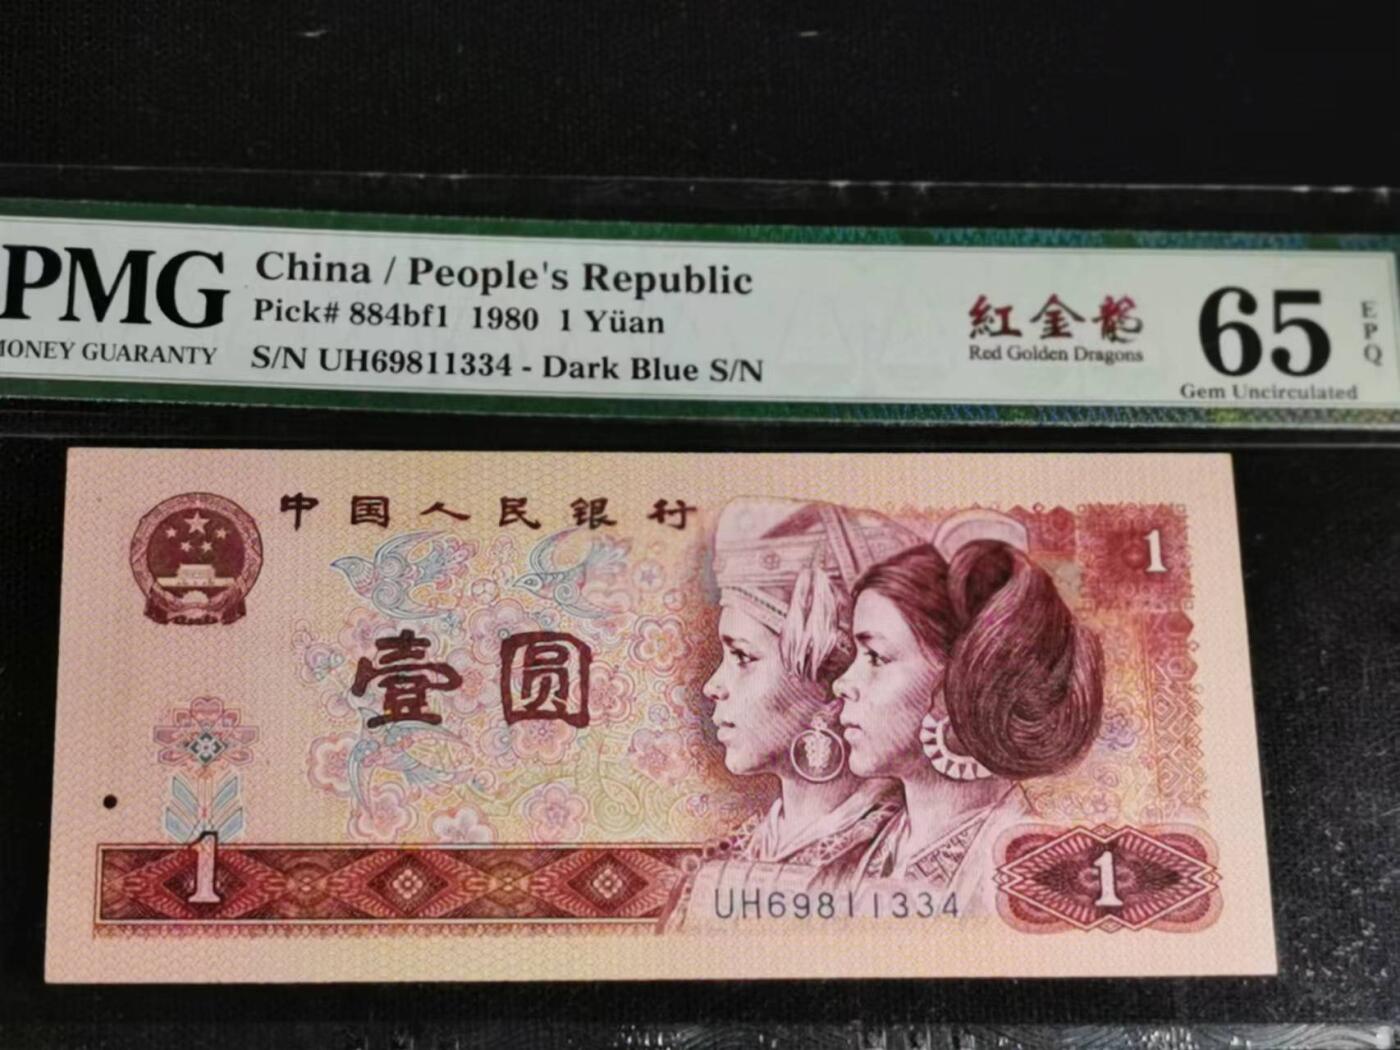 PMG
China / People's Republic
Pick# 884bf1 1980 1 Yüan
MONEY GUARANTY
S/N UH69811334 - Dark Blue S/N
紅金龍
Red Golden Dragons
65
EPQ
Gem Uncirculated
中国人民银行
1
壹圆
1
UH69811334
1